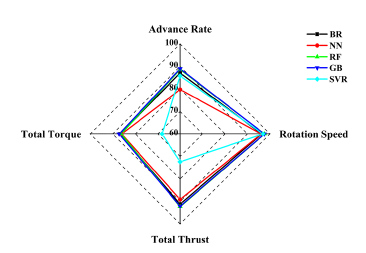 Advance Rate
100
90
80
70
60
BR
NN
RF
GB
SVR
Total Torque
Rotation Speed
Total Thrust